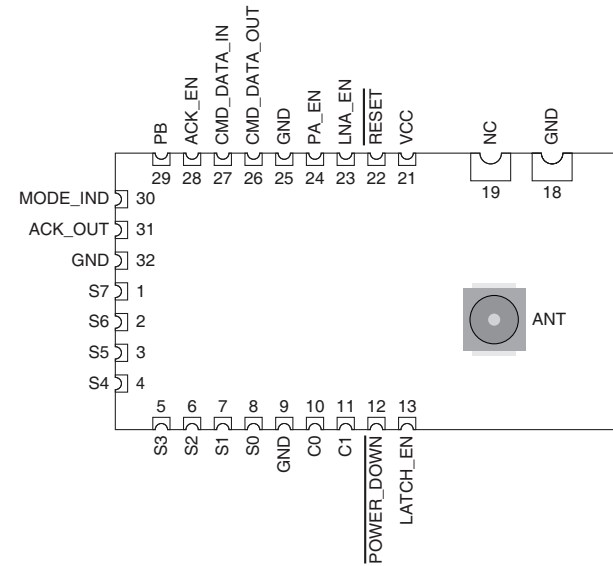 PB
ACK_EN
CMD_DATA_IN
CMD_DATA_OUT
GND
PA_EN
LNA_EN
RESET
VCC
NC
GND
29 28 27 26 25 24 23 22 21 19 18
MODE_IND 30
ACK_OUT 31
GND 32
S7 1
S6 2
S5 3
S4 4
ANT
5 6 7 8 9 10 11 12 13
S3
S2
S1
S0
GND
C0
C1
POWER_DOWN
LATCH_EN